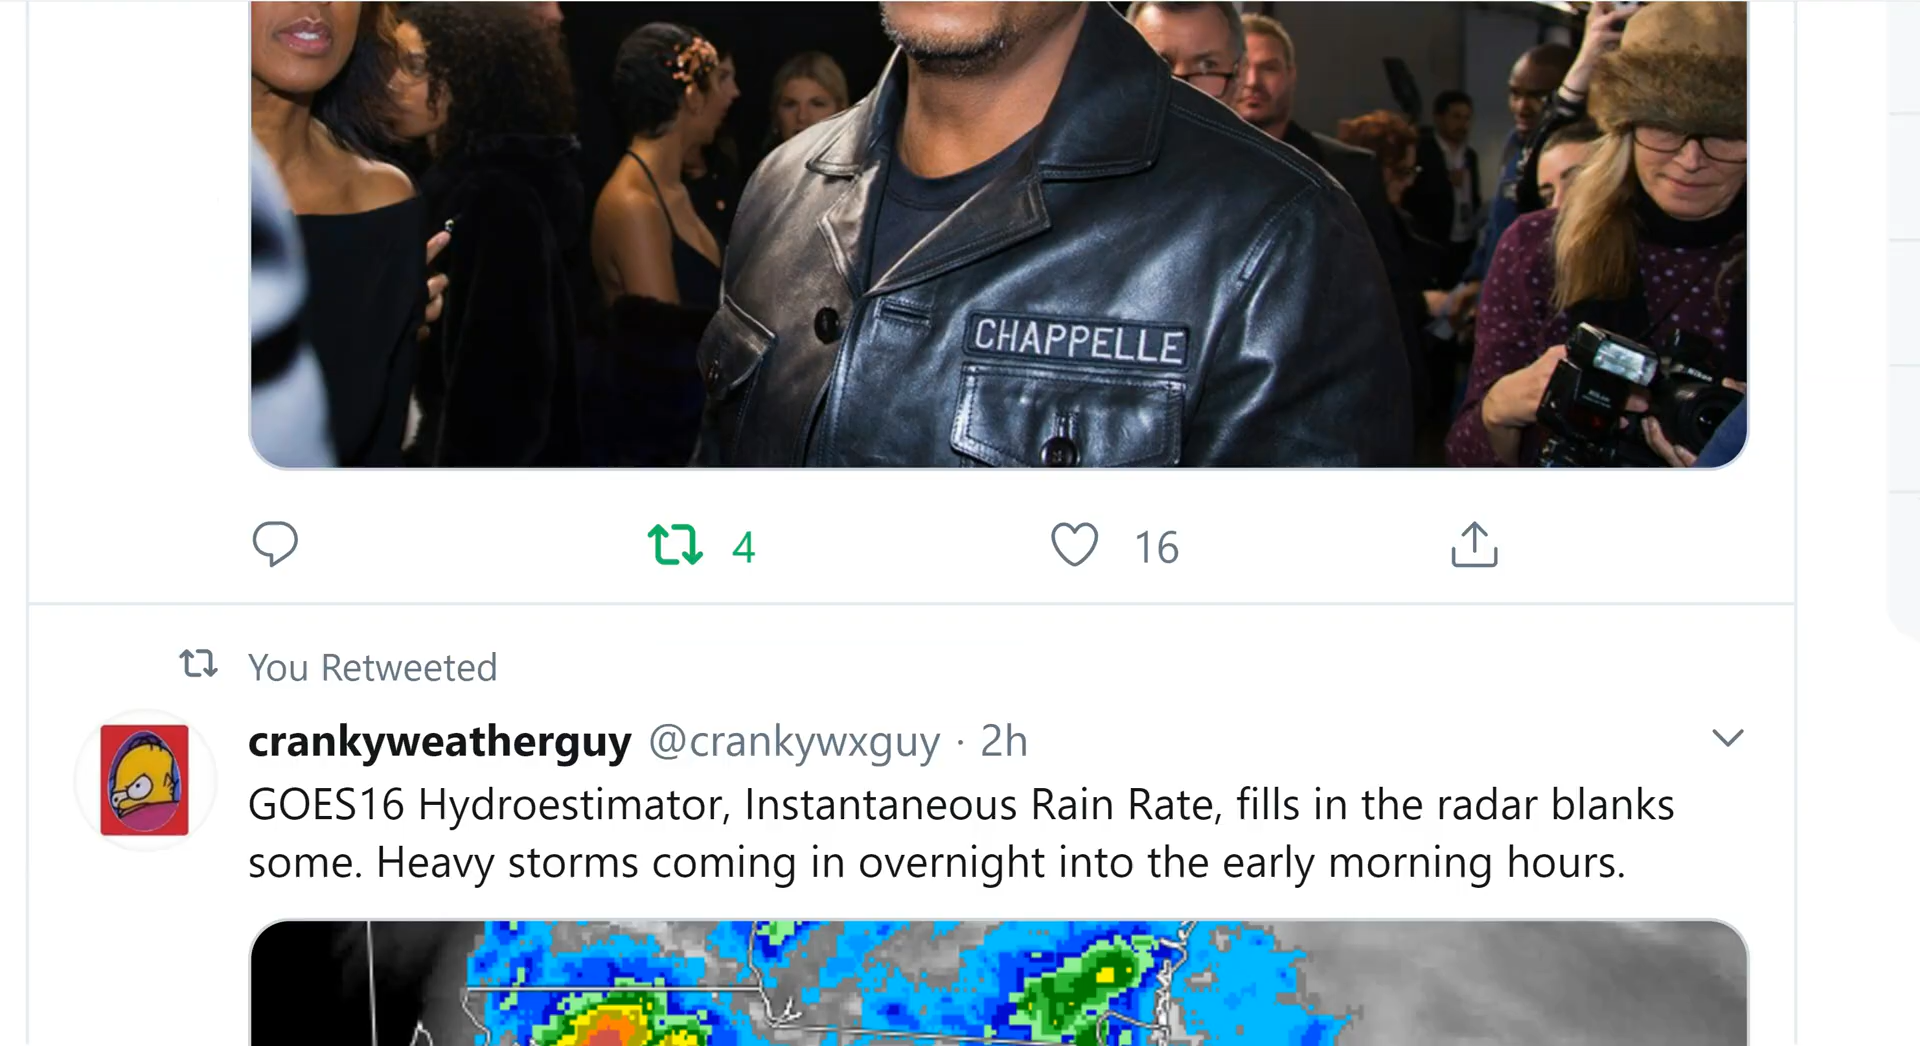 CHAPPELLE
Nikon
4
16
You Retweeted
crankyweatherguy @crankywxguy · 2h
GOES16 Hydroestimator, Instantaneous Rain Rate, fills in the radar blanks
some. Heavy storms coming in overnight into the early morning hours.